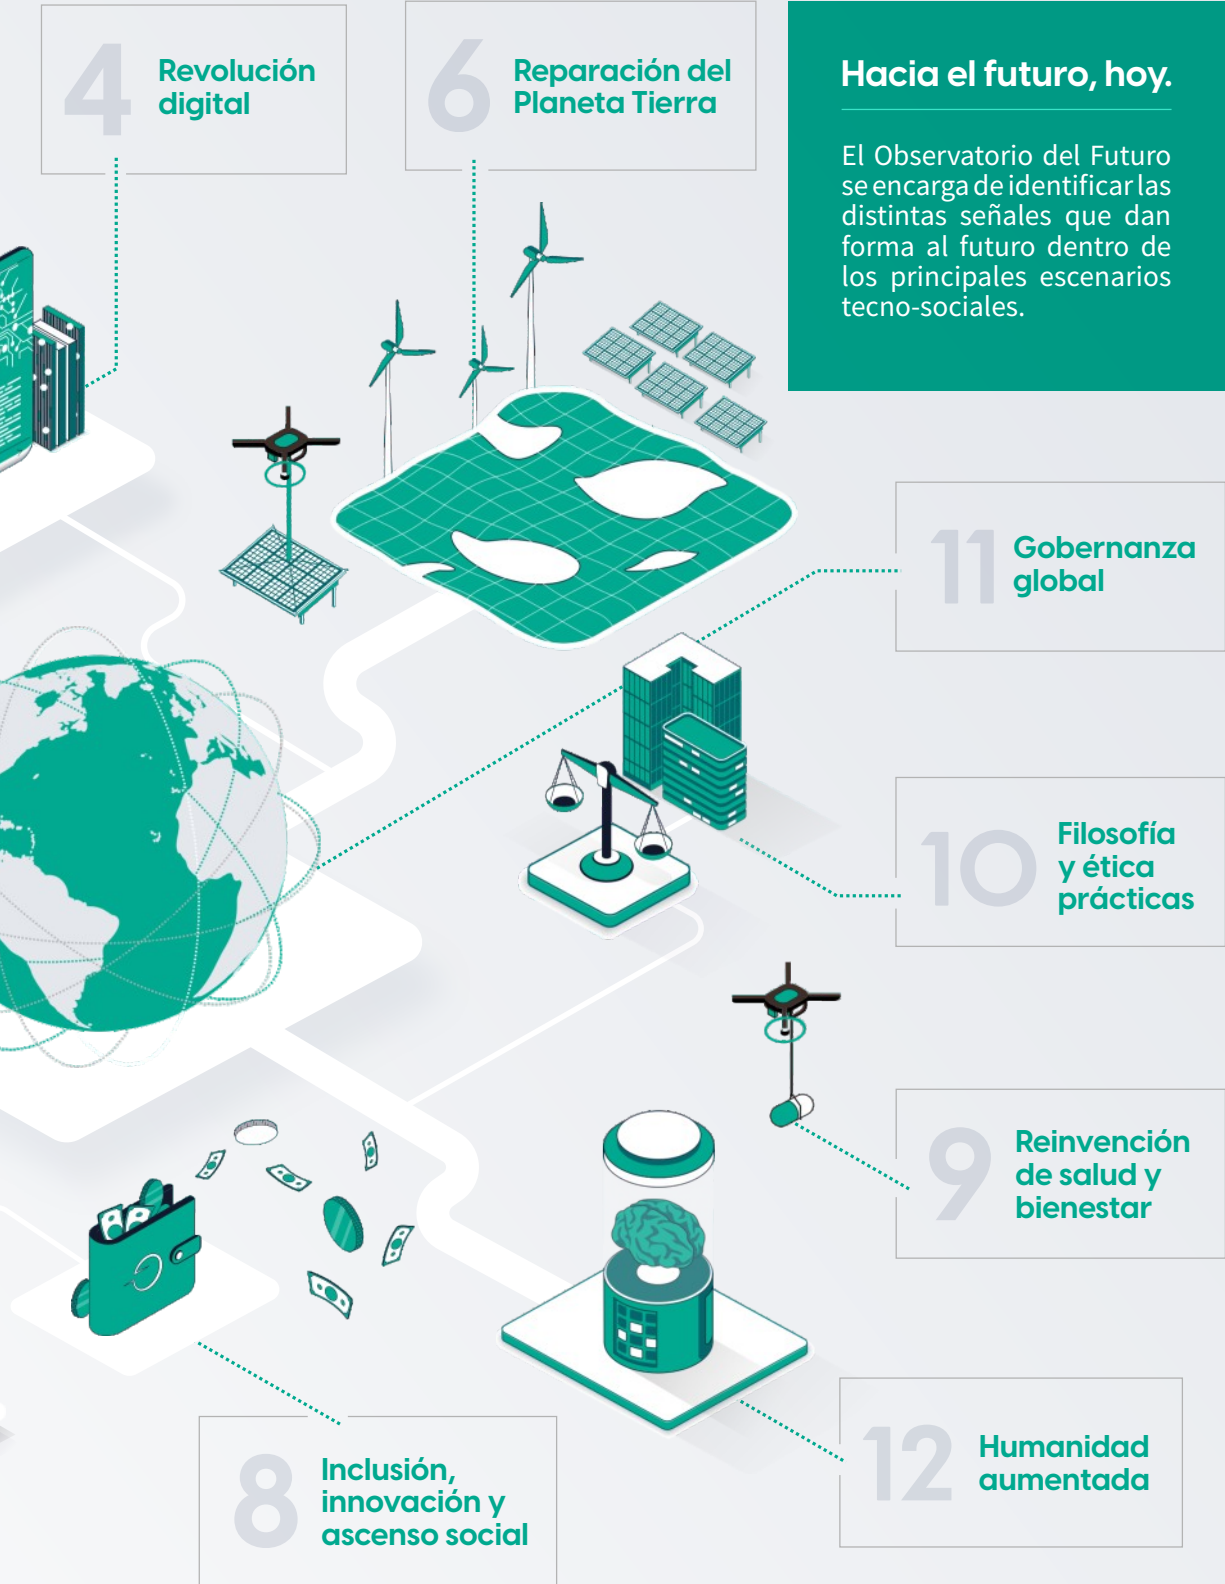 4
Revolución
digital
6
Reparación del
Planeta Tierra
Hacia el futuro, hoy.
El Observatorio del Futuro
se encarga de identificar las
distintas señales que dan
forma al futuro dentro de
los principales escenarios
tecno-sociales.
11
Gobernanza
global
10
Filosofía
y ética
prácticas
9
Reinvención
de salud y
bienestar
12
Humanidad
aumentada
8
Inclusión,
innovación y
ascenso social